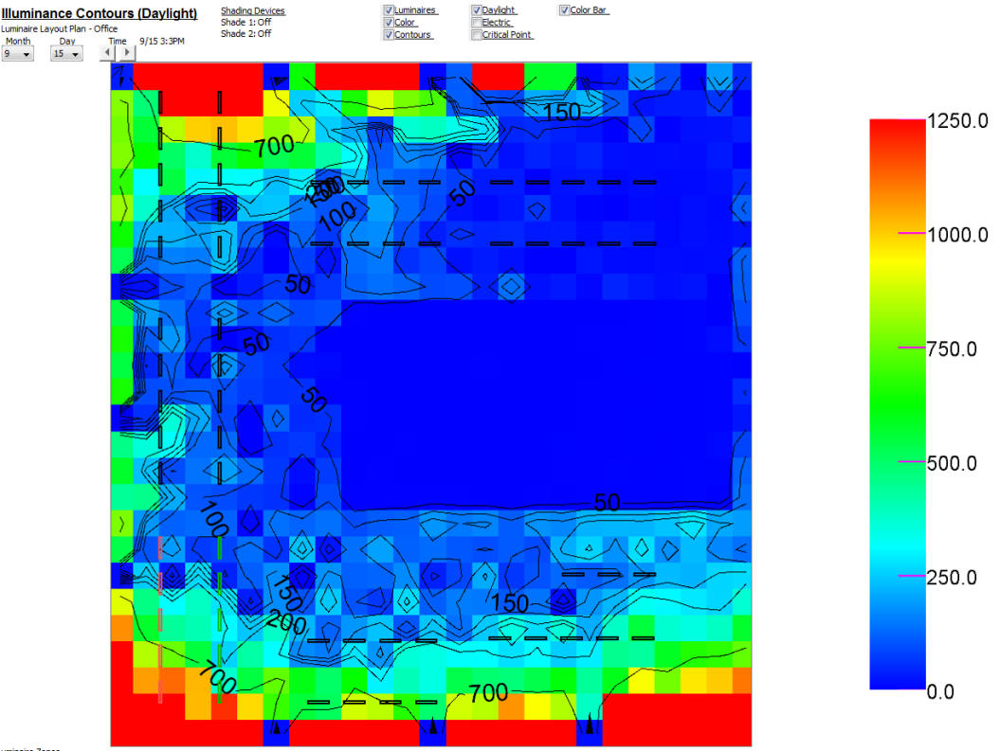 Illuminance Contours (Daylight)
Luminaire Layout Plan - Office
Month Day Time 9/15 3:3PM
9 15
Shading Devices
Shade 1: Off
Shade 2: Off
Luminaires Daylight Color Bar
Color Electric
Contours Critical Point
150
700
50
100
50
50
50
50
100
150
150
200
700
700
1250.0
1000.0
750.0
500.0
250.0
0.0